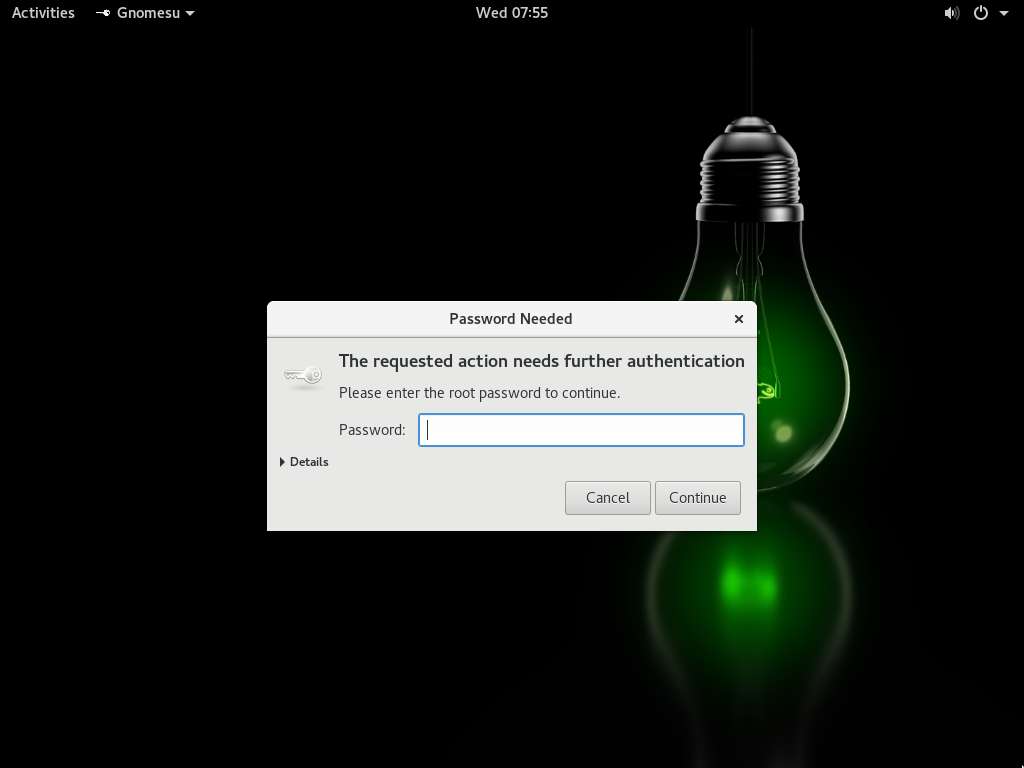 Activities Gnomesu Wed 07:55
Password Needed
The requested action needs further authentication
Please enter the root password to continue.
Password:
Details
Cancel Continue